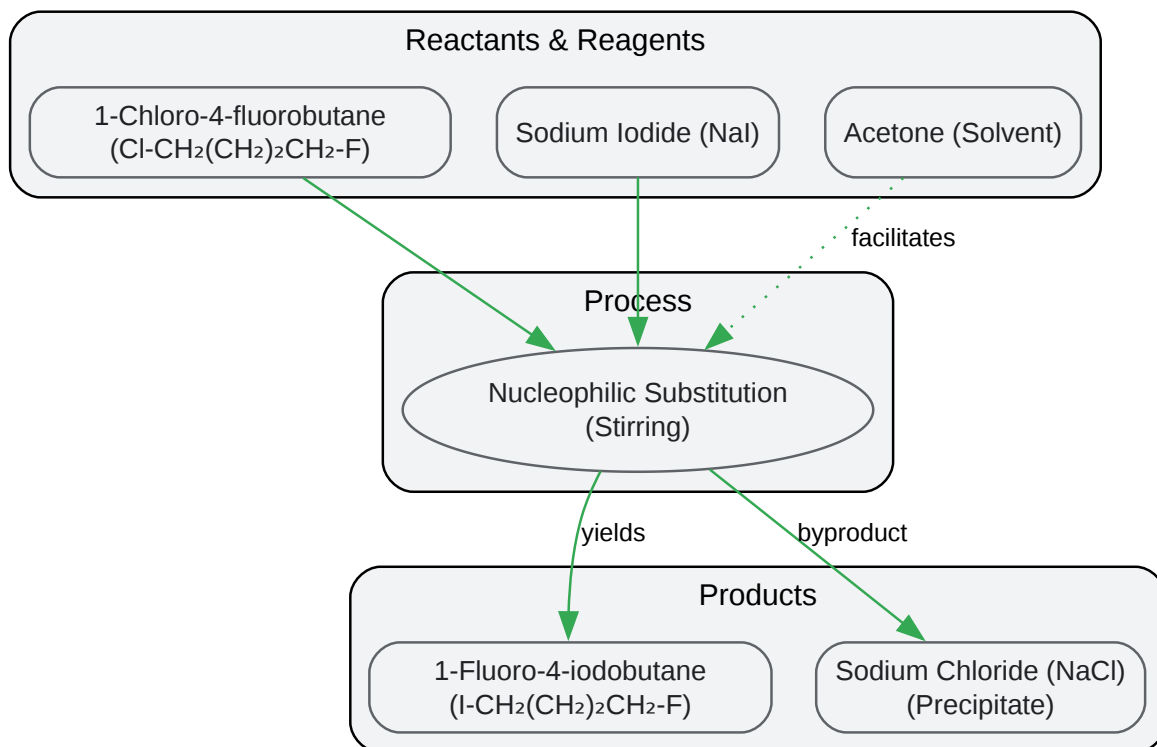 Reactants & Reagents
1-Chloro-4-fluorobutane
(Cl-CH₂(CH₂)₂CH₂-F)
Sodium Iodide (NaI)
Acetone (Solvent)
facilitates
Process
Nucleophilic Substitution
(Stirring)
yields
byproduct
Products
1-Fluoro-4-iodobutane
(I-CH₂(CH₂)₂CH₂-F)
Sodium Chloride (NaCl)
(Precipitate)